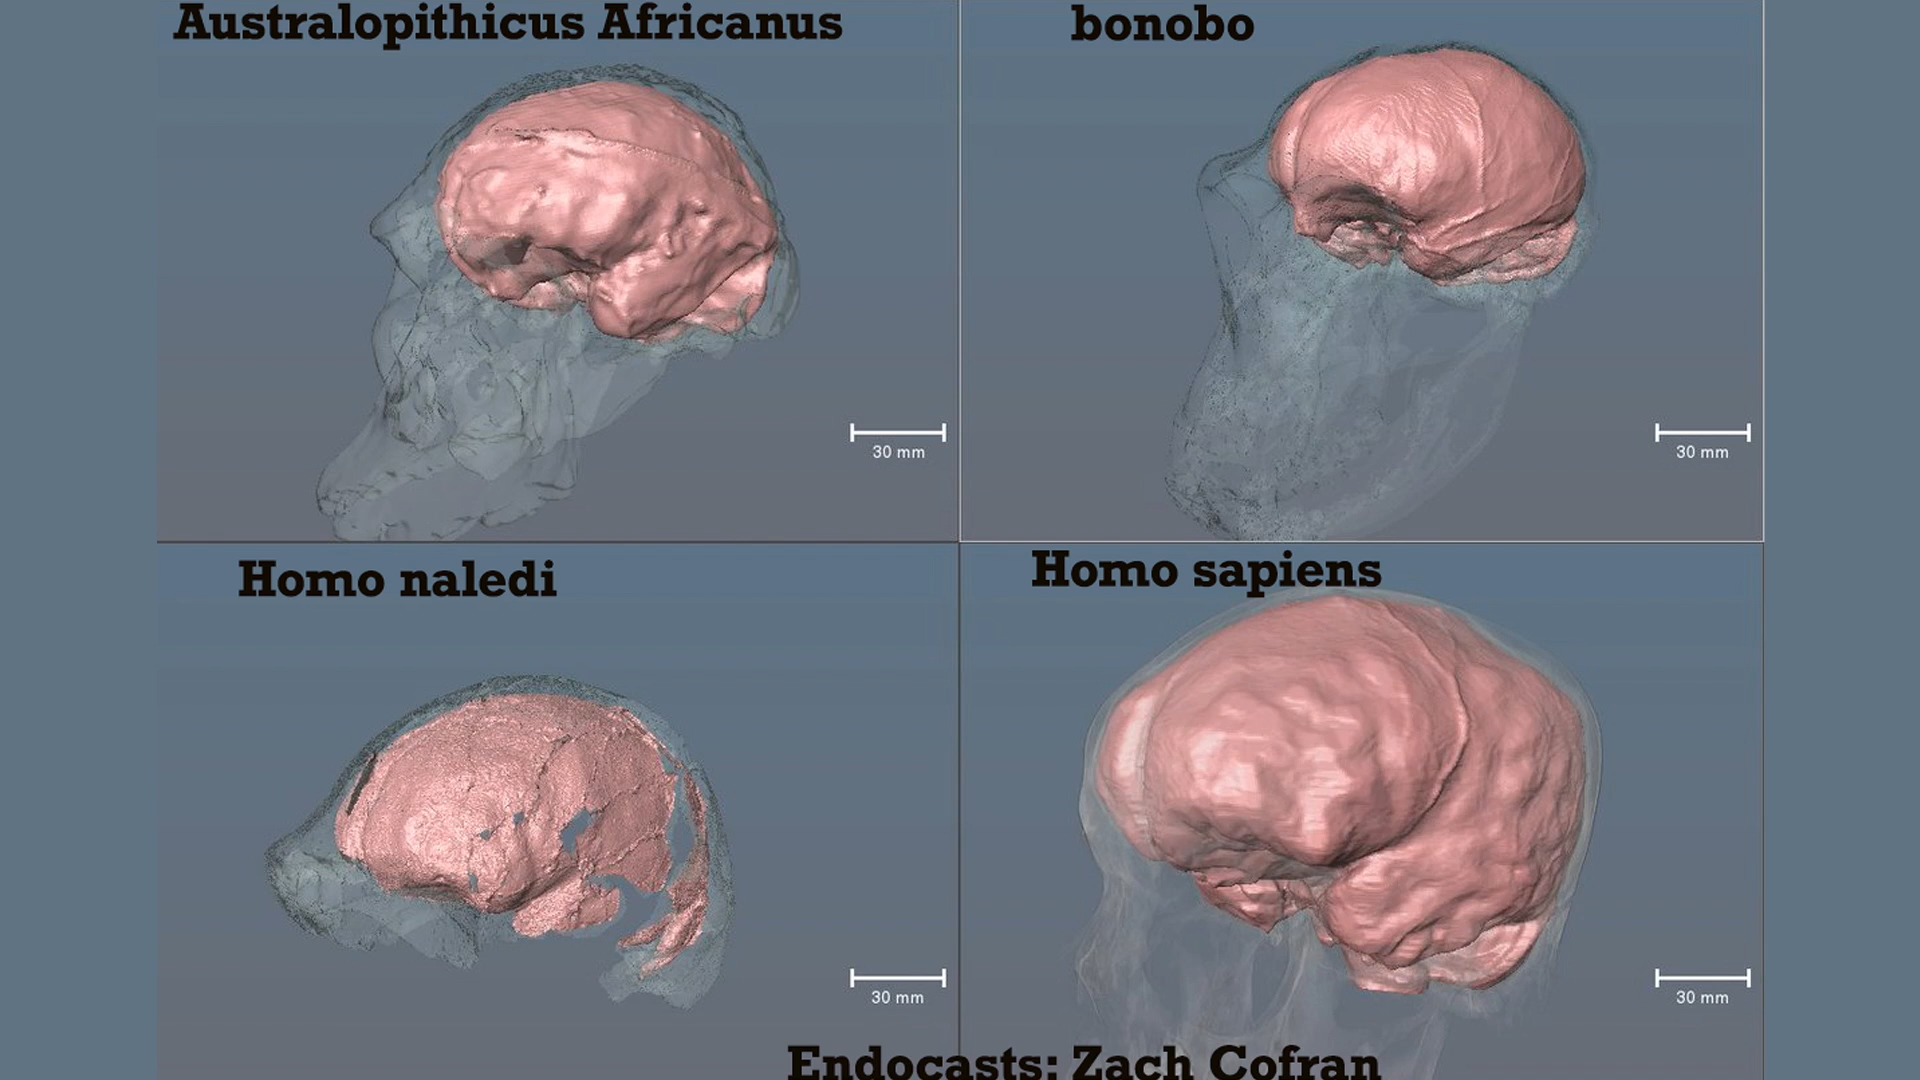 Australopithicus Africanus
bonobo
30 mm
30 mm
Homo naledi
Homo sapiens
30 mm
30 mm
Endocasts: Zach Cofran